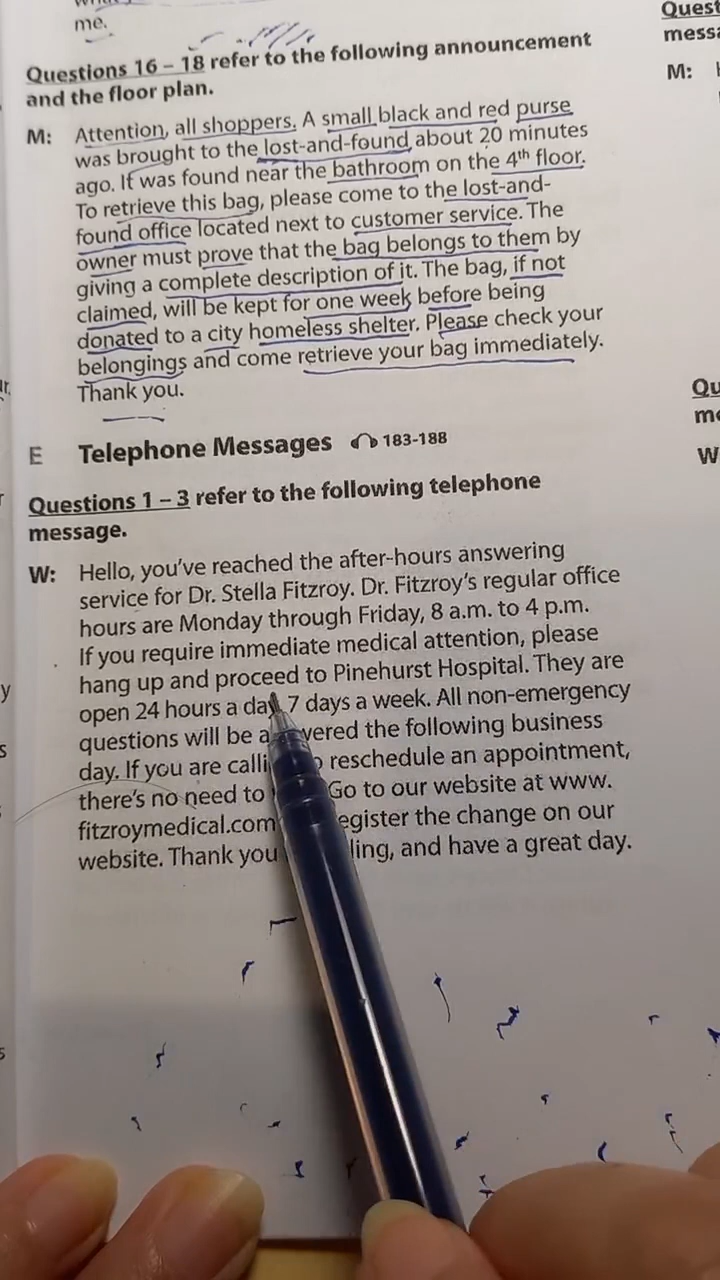 me.
Questions 16 – 18 refer to the following announcement
and the floor plan.
M: Attention, all shoppers. A small black and red purse
was brought to the lost-and-found about 20 minutes
ago. It was found near the bathroom on the 4th floor.
To retrieve this bag, please come to the lost-and-
found office located next to customer service. The
owner must prove that the bag belongs to them by
giving a complete description of it. The bag, if not
claimed, will be kept for one week before being
donated to a city homeless shelter. Please check your
belongings and come retrieve your bag immediately.
Thank you.
E Telephone Messages 183-188
Questions 1 – 3 refer to the following telephone
message.
W: Hello, you've reached the after-hours answering
service for Dr. Stella Fitzroy. Dr. Fitzroy's regular office
hours are Monday through Friday, 8 a.m. to 4 p.m.
If you require immediate medical attention, please
hang up and proceed to Pinehurst Hospital. They are
open 24 hours a day 7 days a week. All non-emergency
questions will be the following business
day. If you are reschedule an appointment,
there's no need to Go to our website at www.
fitzroymedical.com the change on our
website. Thank you and have a great day.
Quest
M:
Qu
W